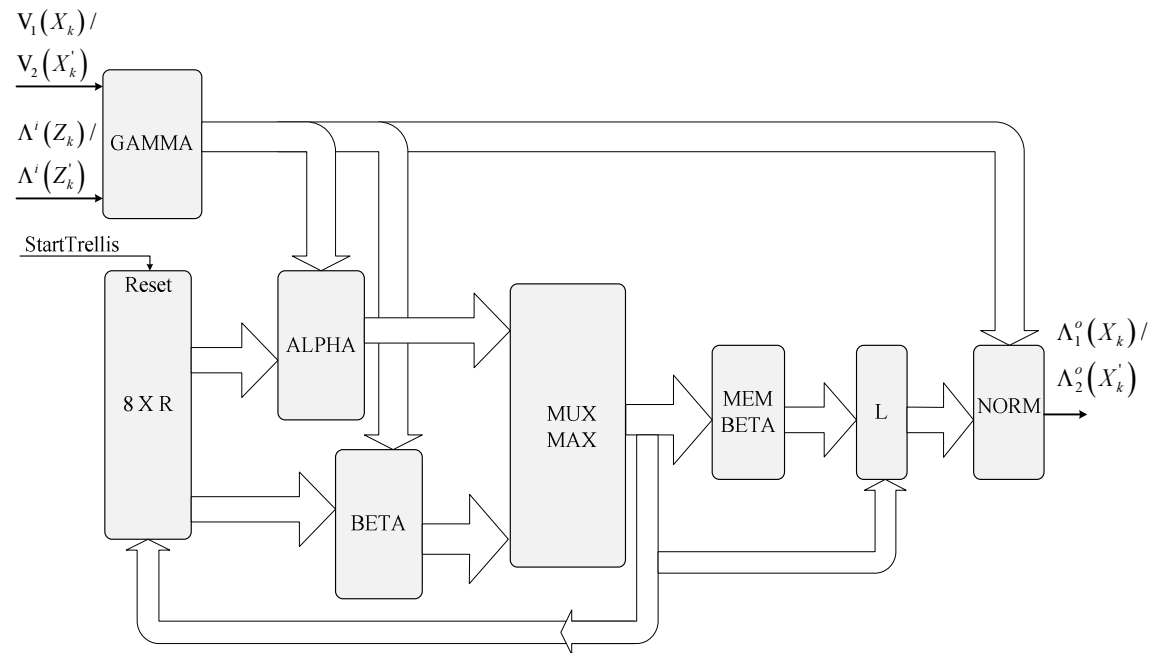 V₁(Xₖ) /
V₂(X'ₖ)
Λⁱ(Zₖ) /
Λⁱ(Z'ₖ)
GAMMA
StartTrellis
Reset
8 X R
ALPHA
BETA
MUX
MAX
MEM
BETA
L
NORM
Λ₁ᵒ(Xₖ) /
Λ₂ᵒ(X'ₖ)